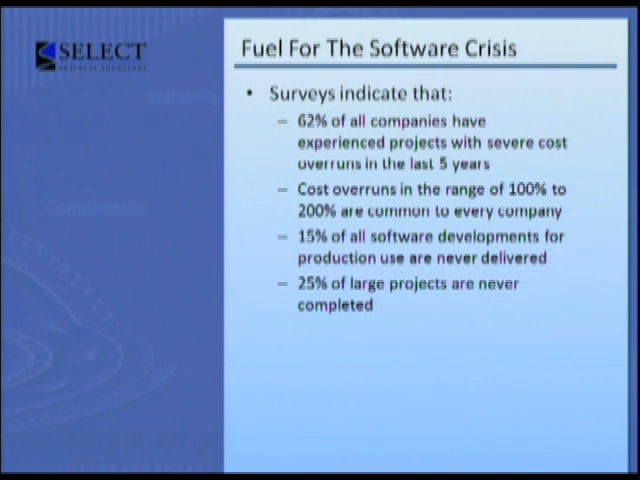 SELECT
BUSINESS SOLUTIONS
Fuel For The Software Crisis
• Surveys indicate that:
– 62% of all companies have
experienced projects with severe cost
overruns in the last 5 years
– Cost overruns in the range of 100% to
200% are common to every company
– 15% of all software developments for
production use are never delivered
– 25% of large projects are never
completed